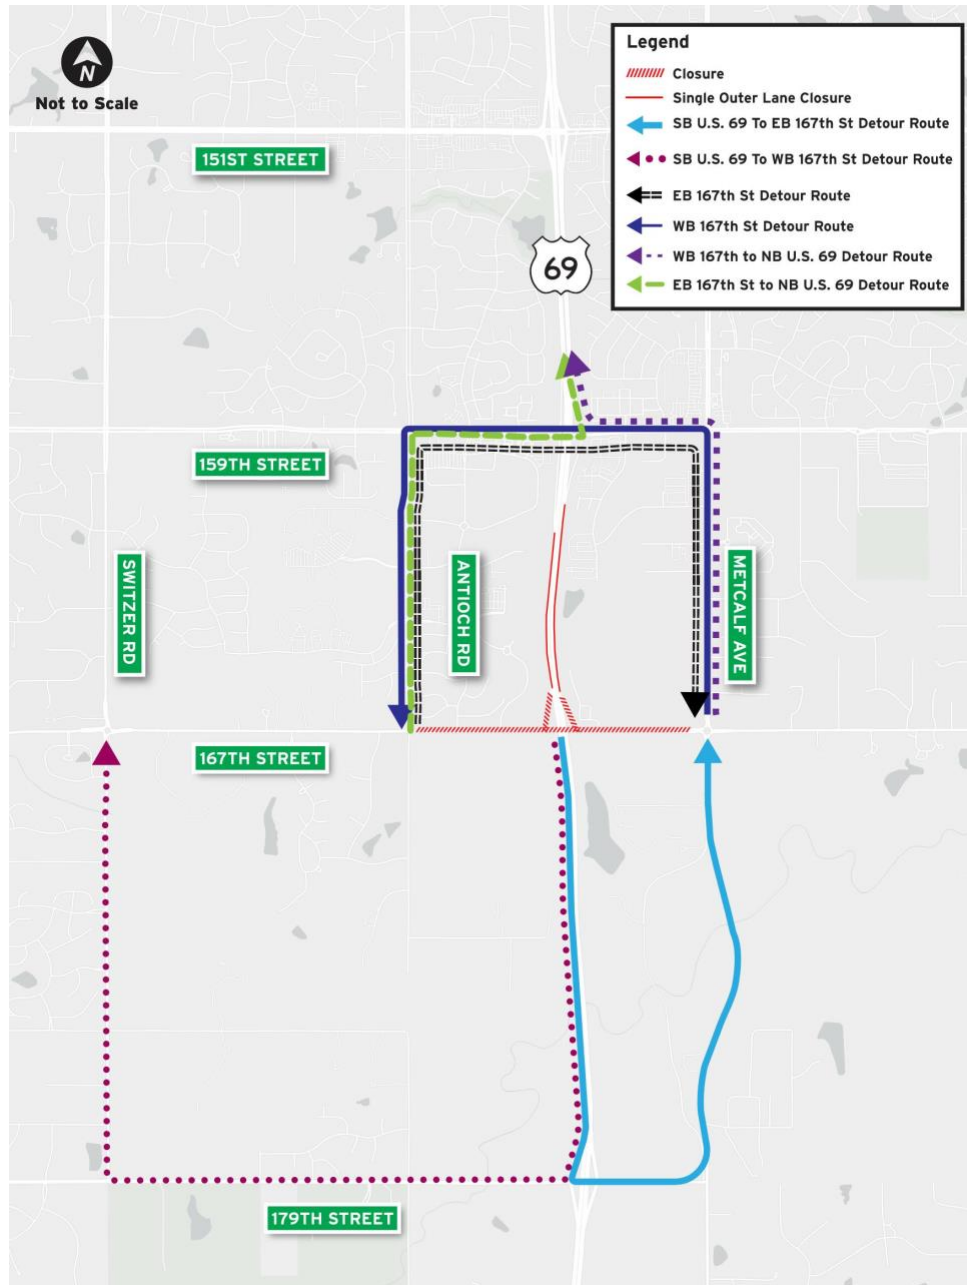 N
Not to Scale
Legend
Closure
Single Outer Lane Closure
SB U.S. 69 To EB 167th St Detour Route
SB U.S. 69 To WB 167th St Detour Route
EB 167th St Detour Route
WB 167th St Detour Route
WB 167th to NB U.S. 69 Detour Route
EB 167th St to NB U.S. 69 Detour Route
151ST STREET
69
159TH STREET
SWITZER RD
ANTIOCH RD
METCALF AVE
167TH STREET
179TH STREET